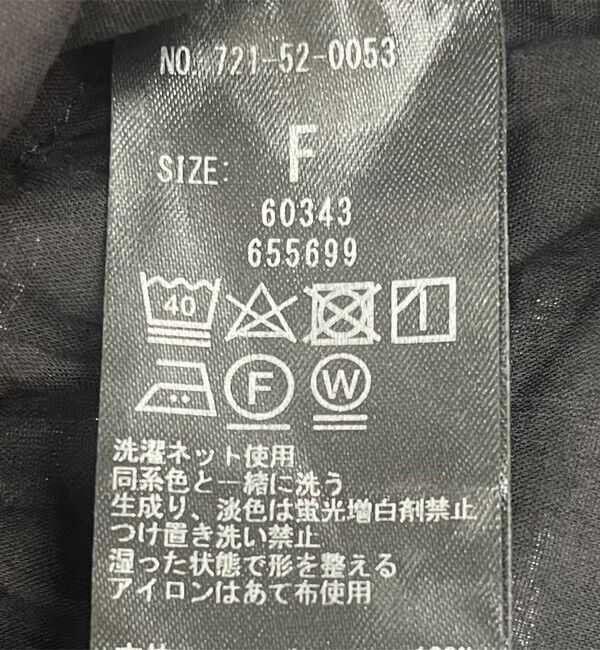 NO. 721-52-0053
SIZE: F
60343
655699
40
F W
洗濯ネット使用
同系色と一緒に洗う
生成り、淡色は蛍光増白剤禁止
つけ置き洗い禁止
湿った状態で形を整える
アイロンはあて布使用